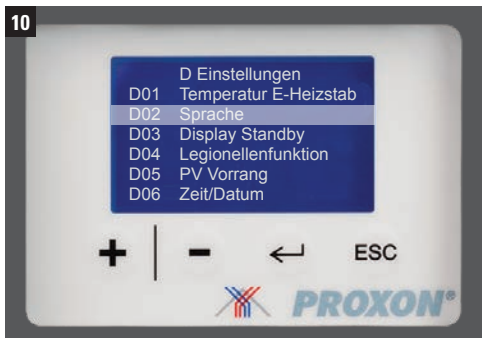 10
D Einstellungen
D01 Temperatur E-Heizstab
D02 Sprache
D03 Display Standby
D04 Legionellenfunktion
D05 PV Vorrang
D06 Zeit/Datum
+ | - ↵ ESC
PROXON®